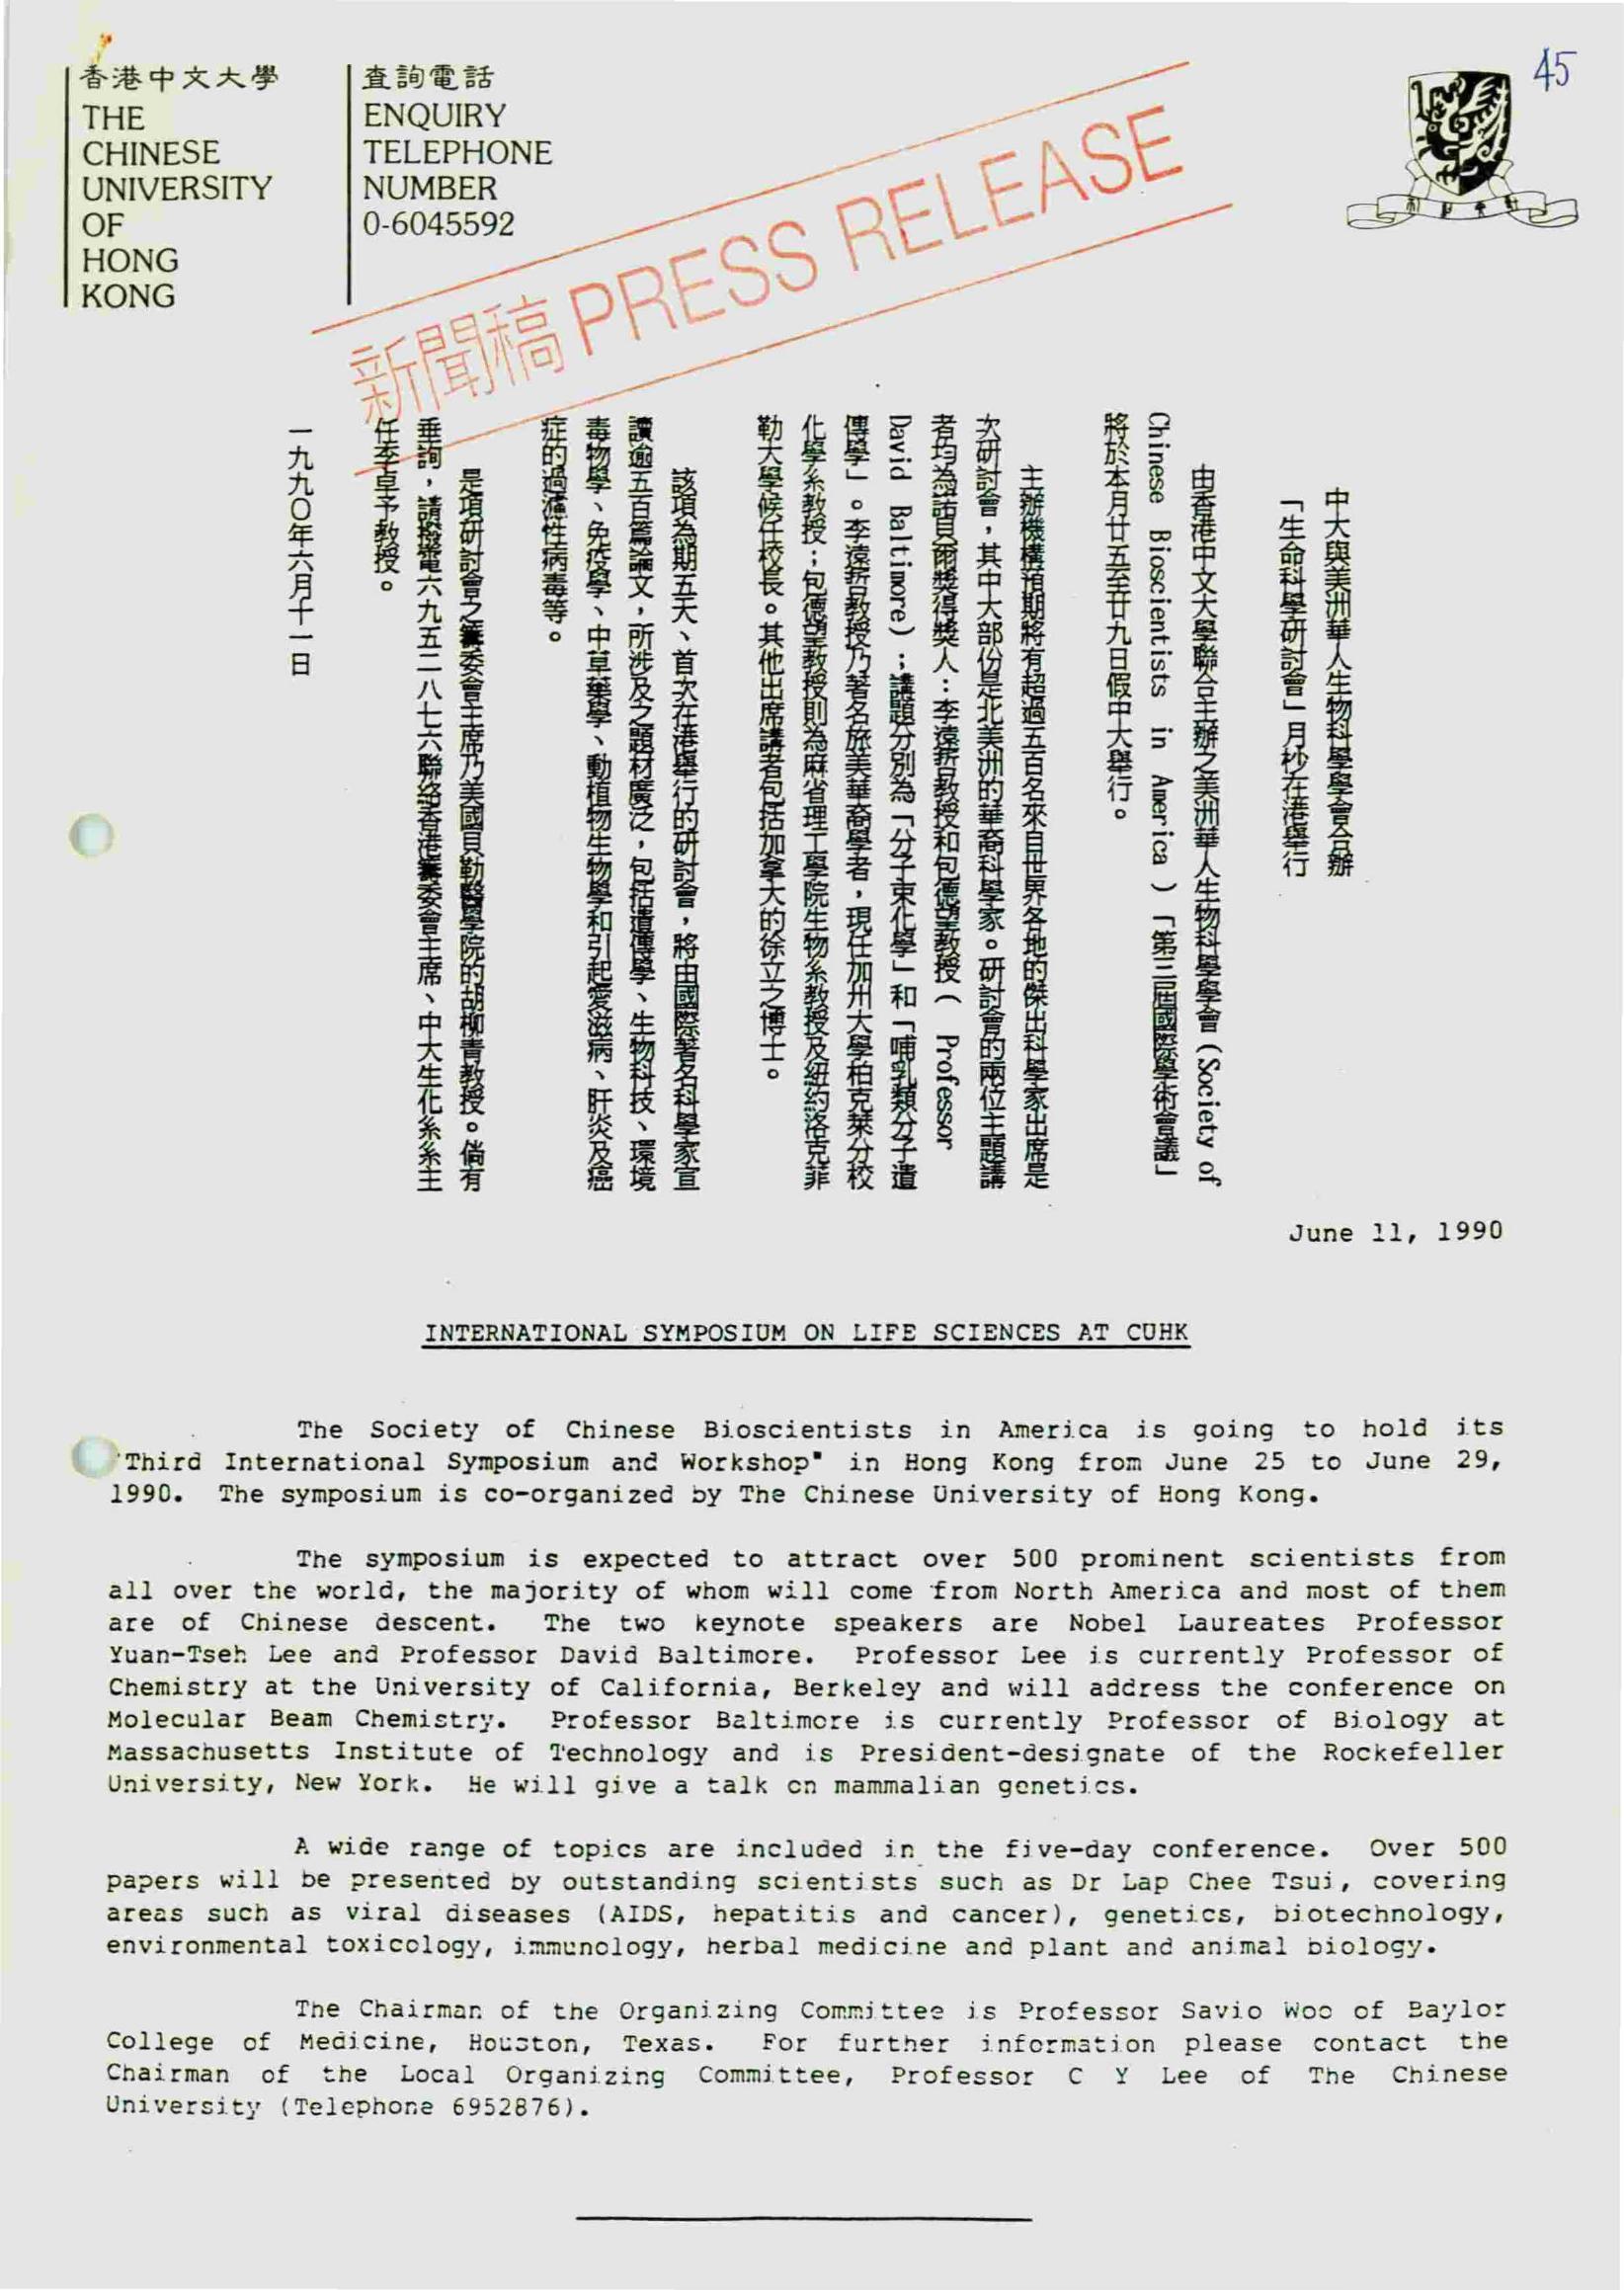 45
香港中文大學
THE
CHINESE
UNIVERSITY
OF
HONG
KONG
查詢電話
ENQUIRY
TELEPHONE
NUMBER
0-6045592
新聞稿 PRESS RELEASE
中大與美洲華人生物科學學會合辦
「生命科學研討會」月杪在港舉行
由香港中文大學聯合主辦之美洲華人生物科學學會(Society of
Chinese Bioscientists in America)「第三屆國際學術會議」
將於本月廿五至廿九日假中大舉行。
主辦機構預期將有超過五百名來自世界各地的傑出科學家出席是
次研討會，其中大部份是北美洲的華裔科學家。研討會的兩位主題講
者均為諾貝爾獎得獎人：李遠哲教授和包德望教授( Professor
David Baltimore)；講題分別為「分子束化學」和「哺乳類分子遺
傳學」。李遠哲教授乃著名旅美華裔學者，現任加州大學柏克萊分校
化學系教授；包德望教授則為麻省理工學院生物系教授及紐約洛克菲
勒大學候任校長。其他出席講者包括加拿大的徐立之博士。
該項為期五天、首次在港舉行的研討會，將由國際著名科學家宣
讀逾五百篇論文，所涉及之題材廣泛，包括遺傳學、生物科技、環境
毒物學、免疫學、中草藥學、動植物生物學和引起愛滋病、肝炎及癌
症的過濾性病毒等。
是項研討會之籌委會主席乃美國貝勒醫學院的胡柳青教授。倘有
垂詢，請撥電六九五二八七六聯絡香港籌委會主席、中大生化系系主
任李卓予教授。
一九九〇年六月十一日
June 11, 1990
INTERNATIONAL SYMPOSIUM ON LIFE SCIENCES AT CUHK
The Society of Chinese Bioscientists in America is going to hold its
"Third International Symposium and Workshop" in Hong Kong from June 25 to June 29,
1990. The symposium is co-organized by The Chinese University of Hong Kong.
The symposium is expected to attract over 500 prominent scientists from
all over the world, the majority of whom will come from North America and most of them
are of Chinese descent. The two keynote speakers are Nobel Laureates Professor
Yuan-Tseh Lee and Professor David Baltimore. Professor Lee is currently Professor of
Chemistry at the University of California, Berkeley and will address the conference on
Molecular Beam Chemistry. Professor Baltimore is currently Professor of Biology at
Massachusetts Institute of Technology and is President-designate of the Rockefeller
University, New York. He will give a talk on mammalian genetics.
A wide range of topics are included in the five-day conference. Over 500
papers will be presented by outstanding scientists such as Dr Lap Chee Tsui, covering
areas such as viral diseases (AIDS, hepatitis and cancer), genetics, biotechnology,
environmental toxicology, immunology, herbal medicine and plant and animal biology.
The Chairman of the Organizing Committee is Professor Savio Woo of Baylor
College of Medicine, Houston, Texas. For further information please contact the
Chairman of the Local Organizing Committee, Professor C Y Lee of The Chinese
University (Telephone 6952876).